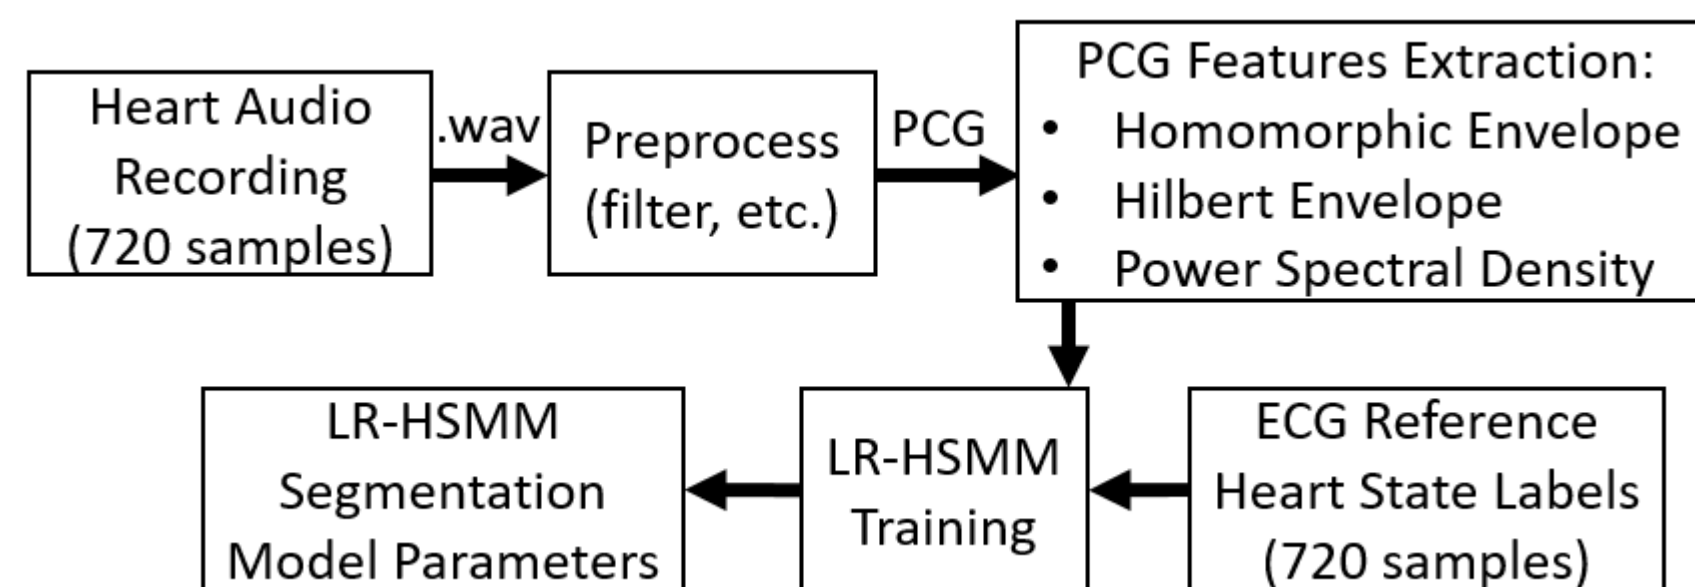 Heart Audio
Recording
(720 samples)
.wav
Preprocess
(filter, etc.)
PCG
PCG Features Extraction:
• Homomorphic Envelope
• Hilbert Envelope
• Power Spectral Density
LR-HSMM
Segmentation
Model Parameters
LR-HSMM
Training
ECG Reference
Heart State Labels
(720 samples)